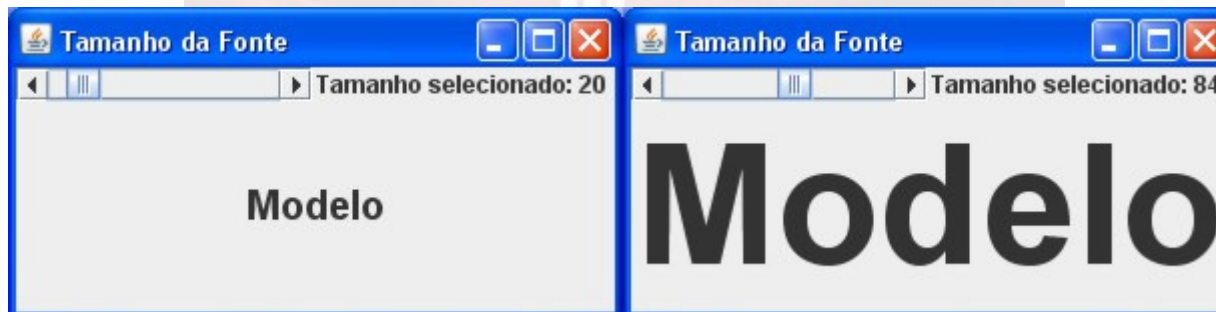 Tamanho da Fonte
Tamanho selecionado: 20
Modelo
Tamanho da Fonte
Tamanho selecionado: 84
Modelo